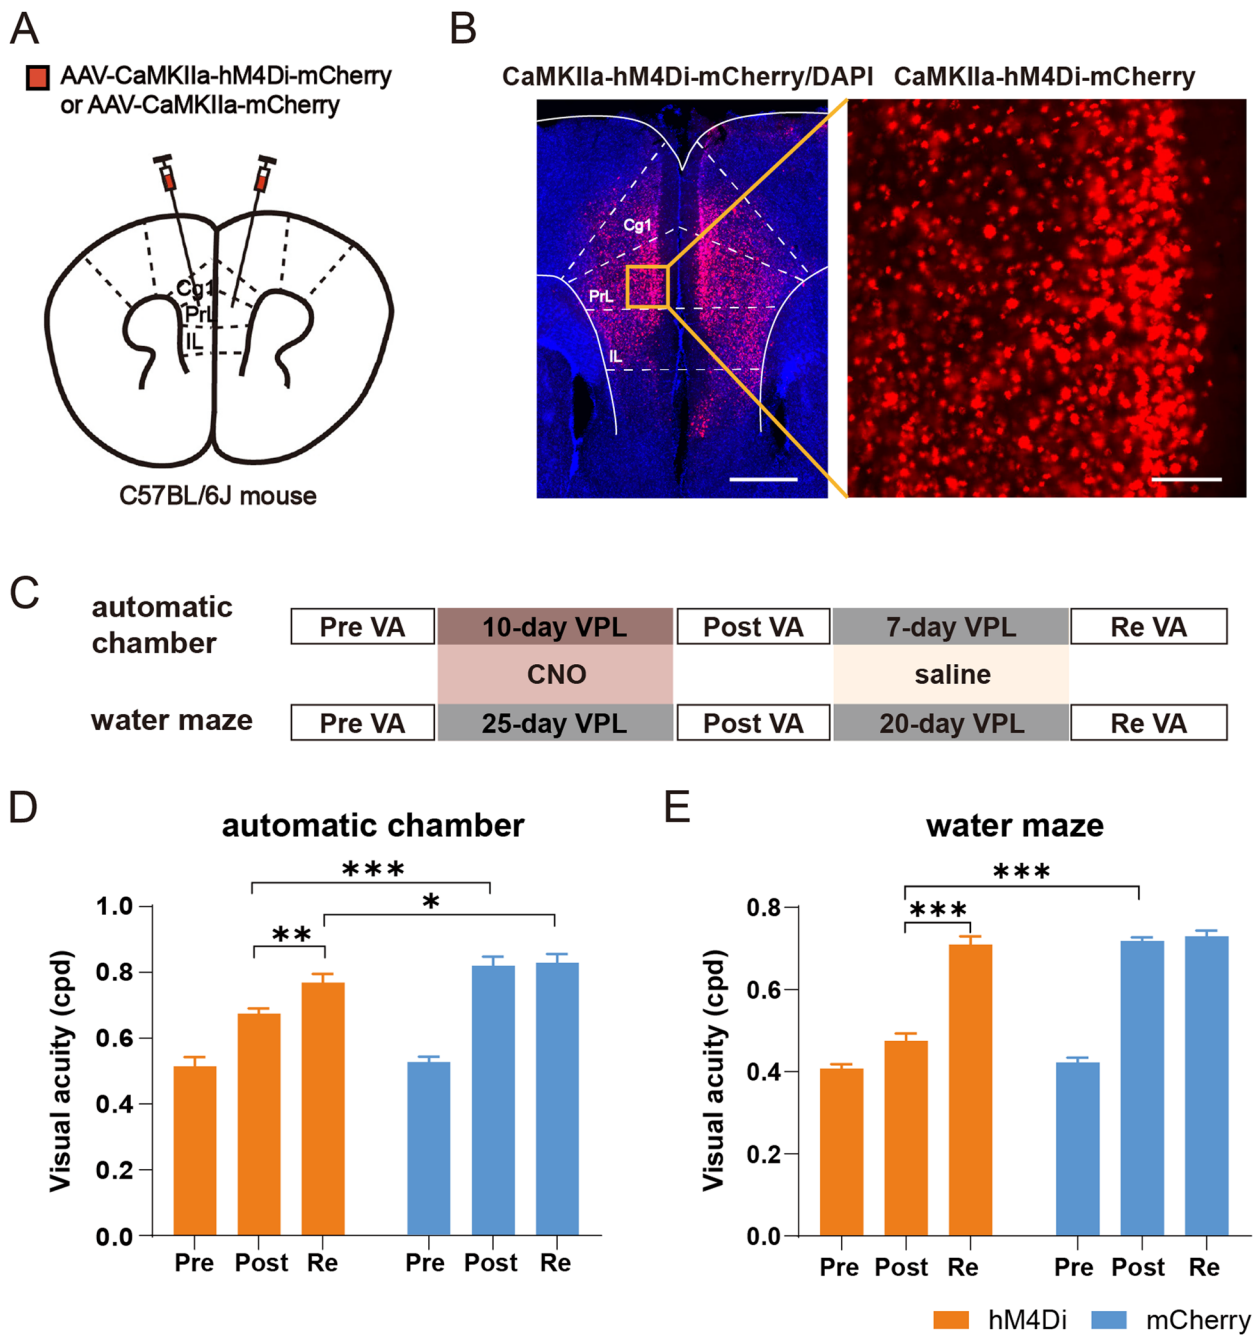 A
AAV-CaMKIIa-hM4Di-mCherry
or AAV-CaMKIIa-mCherry
Cg1
PrL
IL
C57BL/6J mouse
B
CaMKIIa-hM4Di-mCherry/DAPI
CaMKIIa-hM4Di-mCherry
Cg1
PrL
IL
C
automatic
chamber
Pre VA
10-day VPL
Post VA
7-day VPL
Re VA
CNO
saline
water maze
Pre VA
25-day VPL
Post VA
20-day VPL
Re VA
D
automatic chamber
***
*
**
Visual acuity (cpd)
1.0
0.8
0.6
0.4
0.2
0.0
Pre Post Re Pre Post Re
E
water maze
***
***
Visual acuity (cpd)
0.8
0.6
0.4
0.2
0.0
Pre Post Re Pre Post Re
hM4Di mCherry